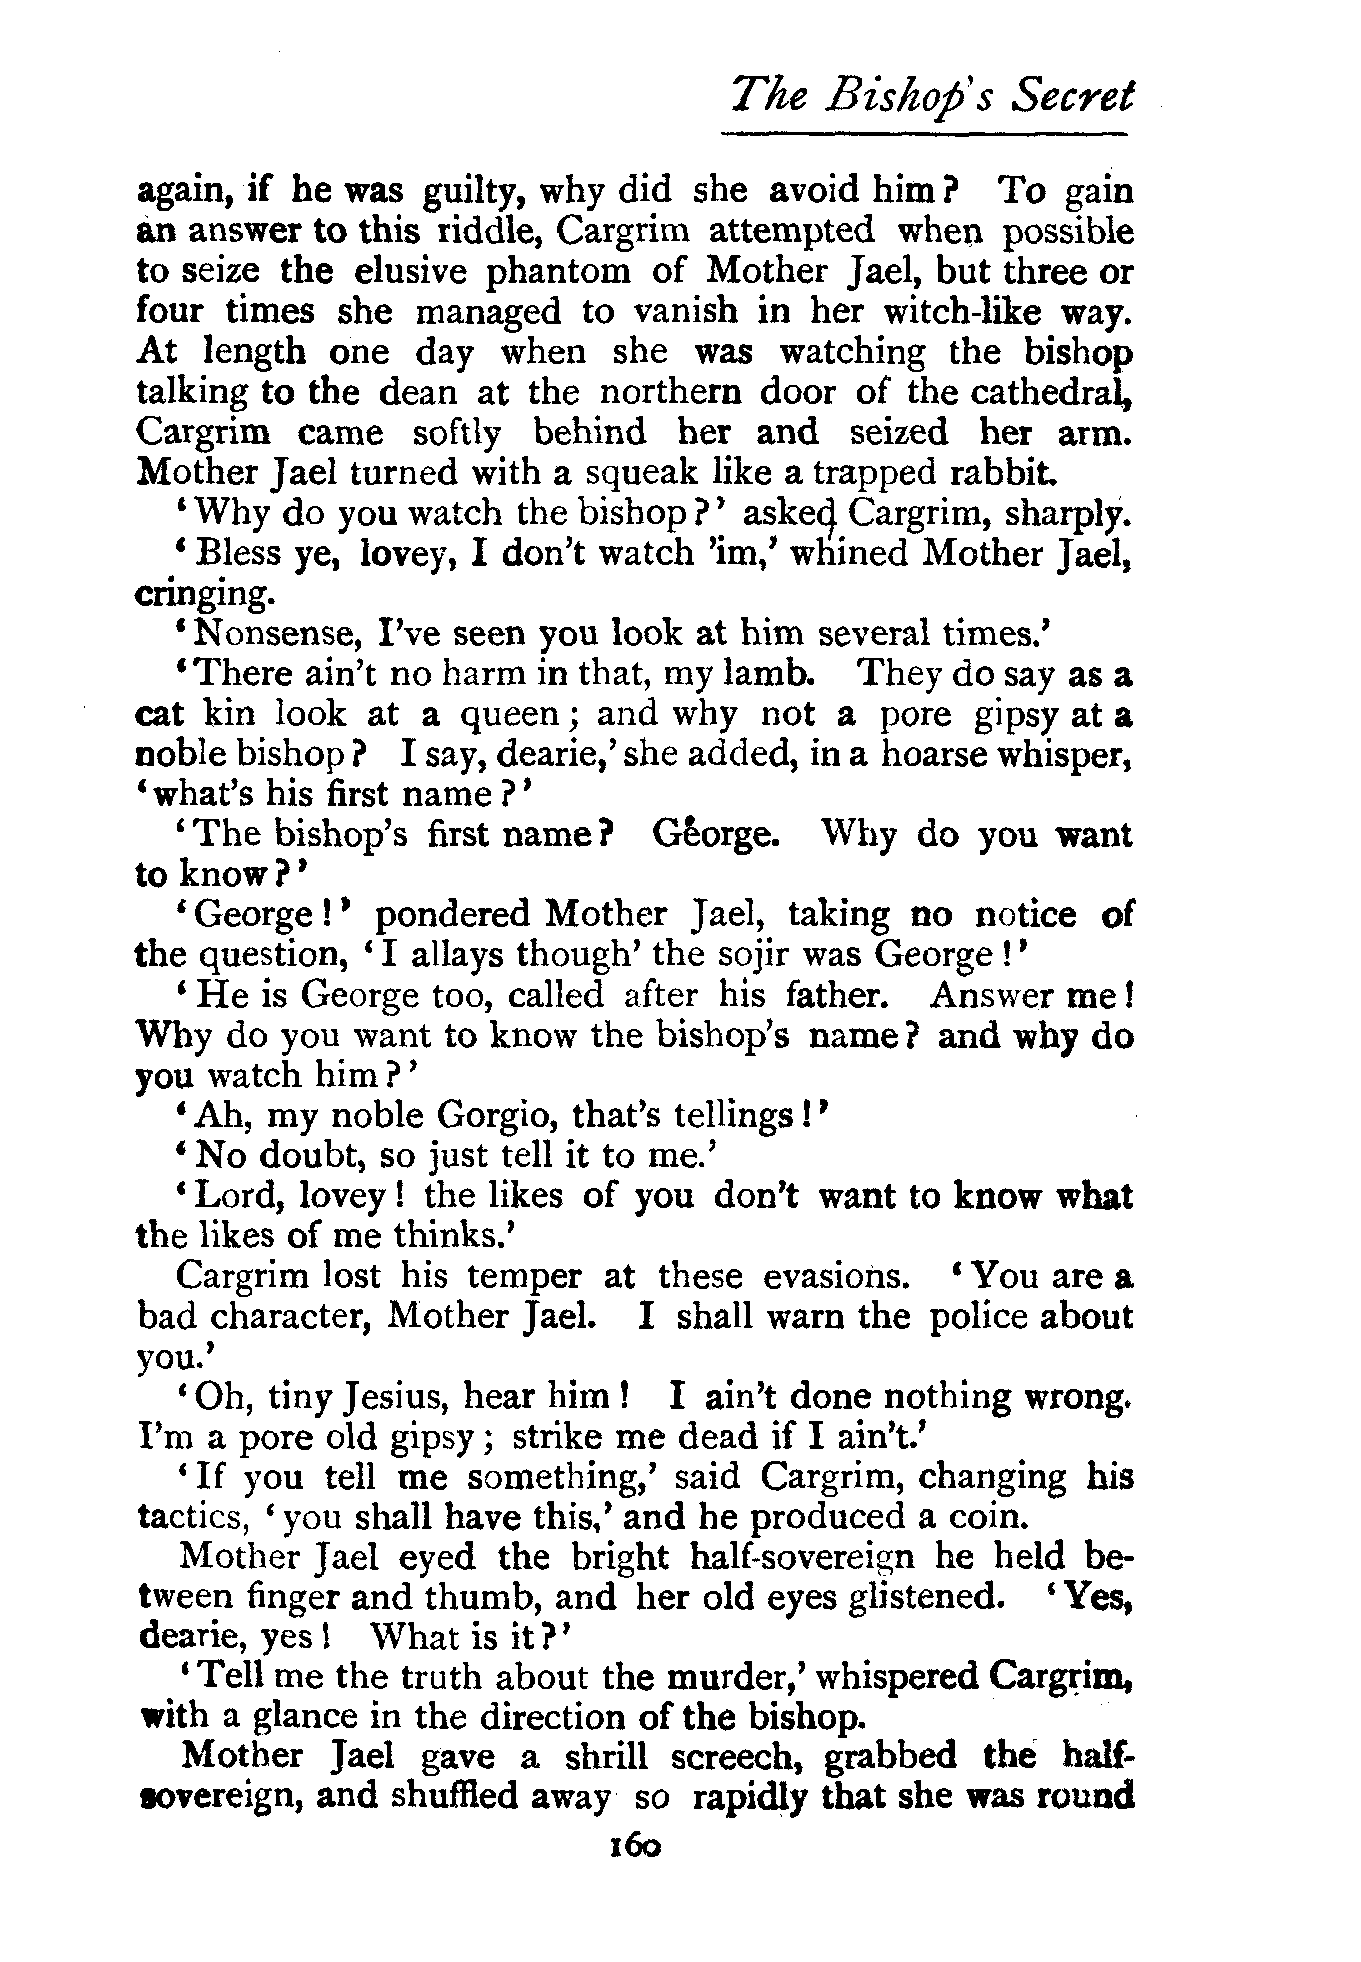 The Bishop's Secret
again, if he was guilty, why did she avoid him? To gain
an answer to this riddle, Cargrim attempted when possible
to seize the elusive phantom of Mother Jael, but three or
four times she managed to vanish in her witch-like way.
At length one day when she was watching the bishop
talking to the dean at the northern door of the cathedral,
Cargrim came softly behind her and seized her arm.
Mother Jael turned with a squeak like a trapped rabbit.
‘Why do you watch the bishop?’ asked Cargrim, sharply.
‘Bless ye, lovey, I don't watch 'im,’ whined Mother Jael,
cringing.
‘Nonsense, I've seen you look at him several times.’
‘There ain't no harm in that, my lamb. They do say as a
cat kin look at a queen; and why not a pore gipsy at a
noble bishop? I say, dearie,’ she added, in a hoarse whisper,
‘what's his first name?’
‘The bishop's first name? George. Why do you want
to know?’
‘George!’ pondered Mother Jael, taking no notice of
the question, ‘I allays though' the sojir was George!’
‘He is George too, called after his father. Answer me!
Why do you want to know the bishop's name? and why do
you watch him?’
‘Ah, my noble Gorgio, that's tellings!’
‘No doubt, so just tell it to me.’
‘Lord, lovey! the likes of you don't want to know what
the likes of me thinks.’
Cargrim lost his temper at these evasions. ‘You are a
bad character, Mother Jael. I shall warn the police about
you.’
‘Oh, tiny Jesius, hear him! I ain't done nothing wrong.
I'm a pore old gipsy; strike me dead if I ain't.’
‘If you tell me something,’ said Cargrim, changing his
tactics, ‘you shall have this,’ and he produced a coin.
Mother Jael eyed the bright half-sovereign he held be-
tween finger and thumb, and her old eyes glistened. ‘Yes,
dearie, yes! What is it?’
‘Tell me the truth about the murder,’ whispered Cargrim,
with a glance in the direction of the bishop.
Mother Jael gave a shrill screech, grabbed the half-
sovereign, and shuffled away so rapidly that she was round
160